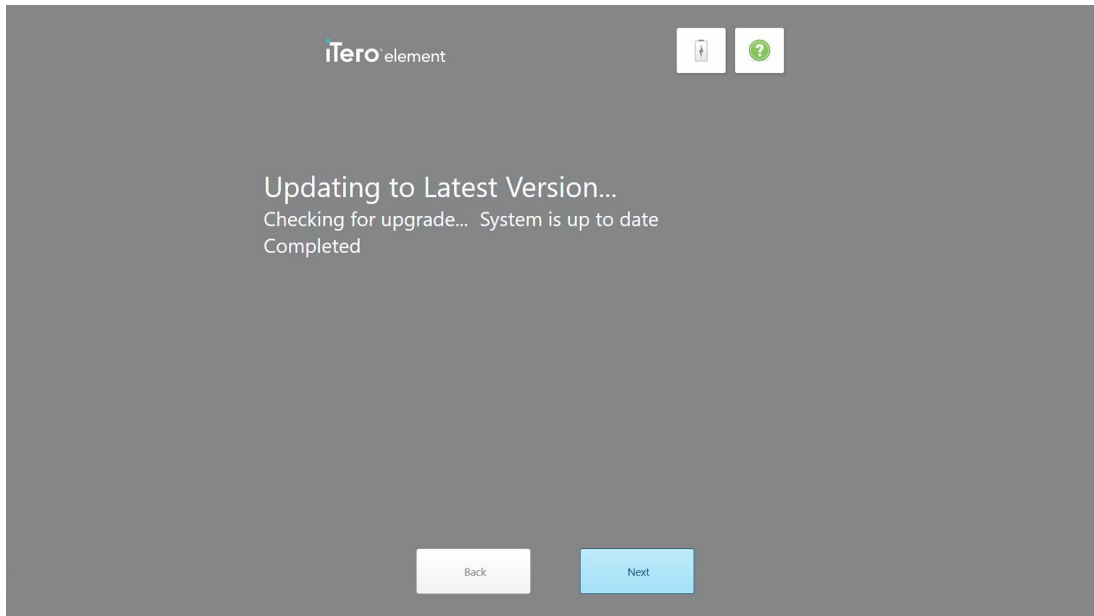 iTero element
?
Updating to Latest Version...
Checking for upgrade... System is up to date
Completed
Back
Next